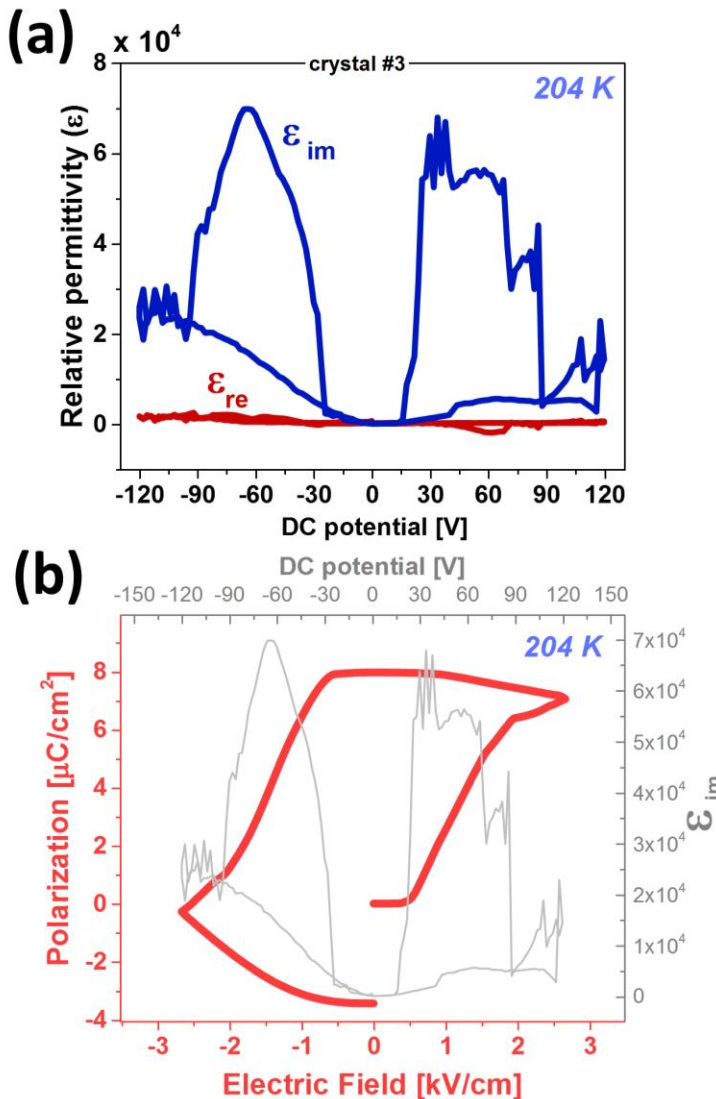 (a)
x 10⁴
crystal #3
204 K
Relative permittivity (ε)
8
6
4
2
0
ε im
ε re
-120 -90 -60 -30 0 30 60 90 120
DC potential [V]
(b)
DC potential [V]
-150 -120 -90 -60 -30 0 30 60 90 120 150
204 K
Polarization [μC/cm²]
8
6
4
2
0
-2
-4
7x10⁴
6x10⁴
5x10⁴
4x10⁴
3x10⁴
2x10⁴
1x10⁴
0
ε im
-3 -2 -1 0 1 2 3
Electric Field [kV/cm]